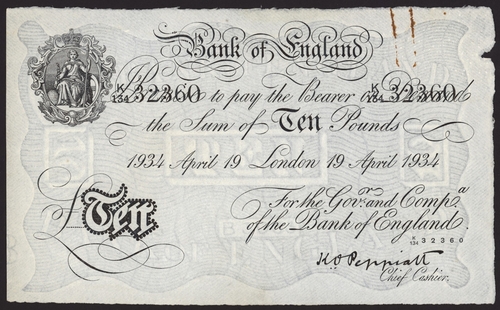 Bank of England
K/134 32360 K/134 32360
I Promise to pay the Bearer on Demand
the Sum of Ten Pounds
1934 April 19 London 19 April 1934
For the Govr. and Compa.
of the Bank of England.
K/134 32360
£Ten
K O Peppiatt
Chief Cashier.